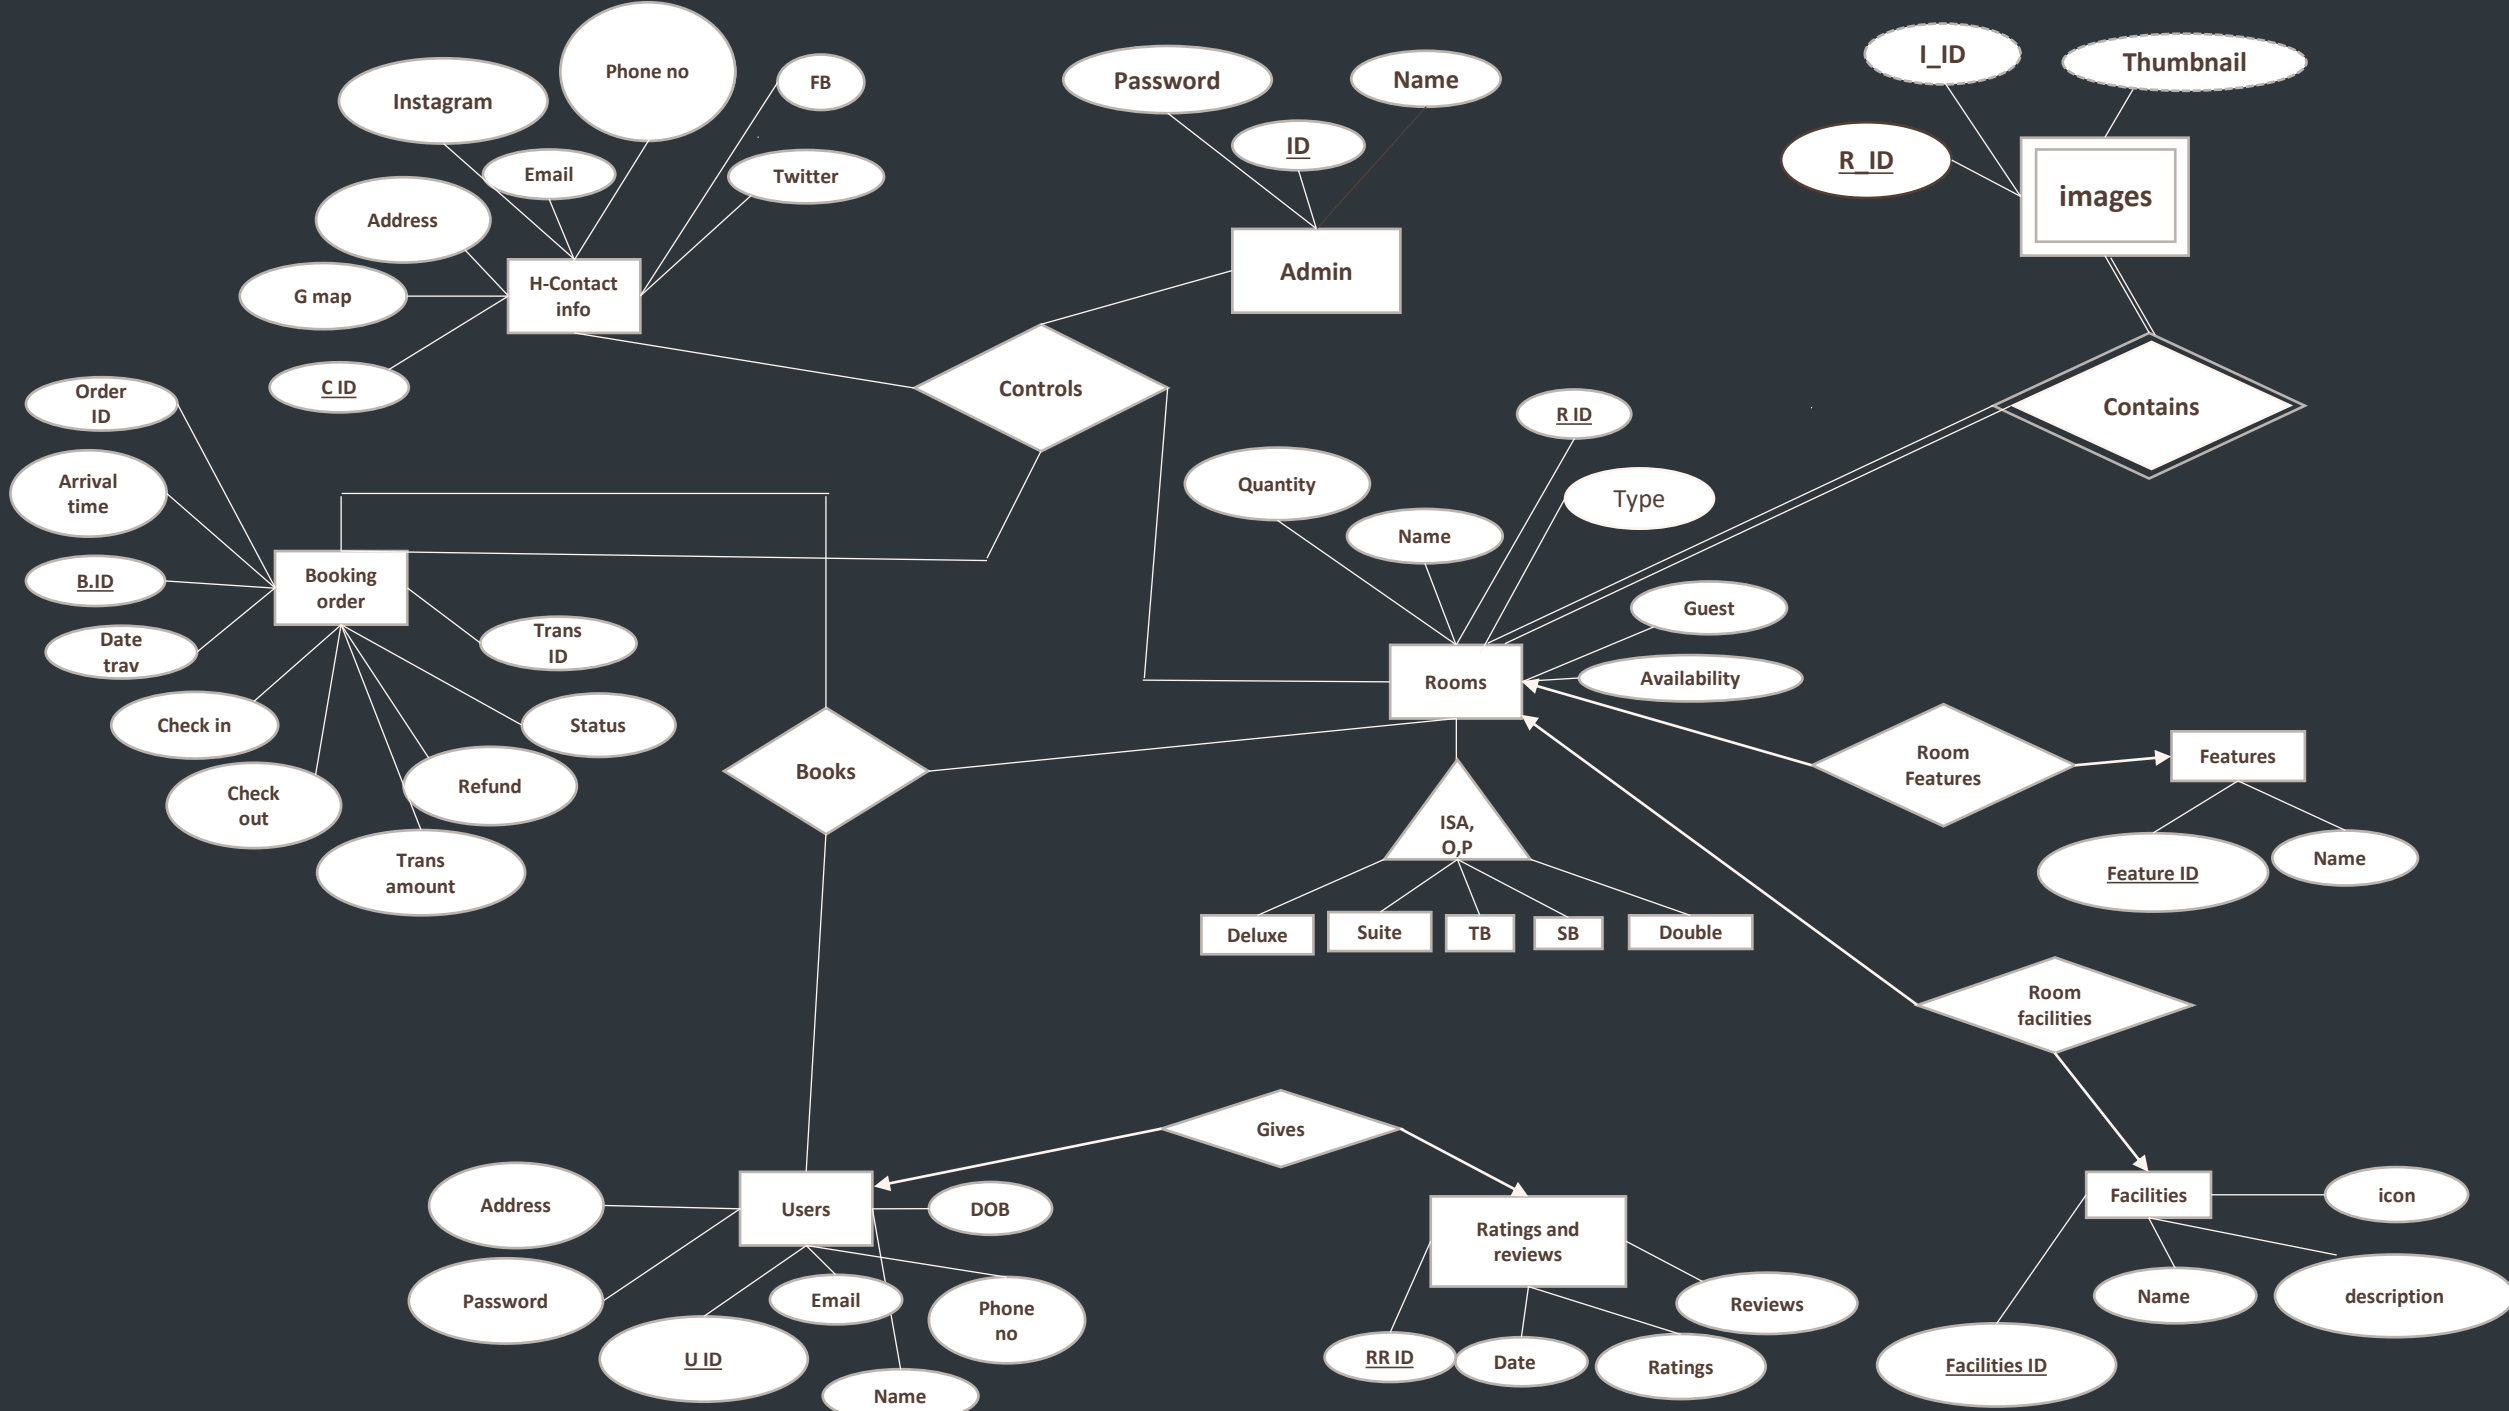 Phone no
FB
Instagram
Email
Twitter
Address
G map
H-Contact
info
C ID
Password
Name
ID
Admin
I_ID
Thumbnail
R_ID
images
Controls
Contains
Order
ID
Arrival
time
B.ID
Date
trav
Booking
order
Trans
ID
Check in
Status
Check
out
Refund
Trans
amount
R ID
Quantity
Type
Name
Guest
Rooms
Availability
Books
ISA,
O,P
Deluxe
Suite
TB
SB
Double
Room
Features
Features
Feature ID
Name
Room
facilities
Gives
Address
Users
DOB
Password
Email
Phone
no
U ID
Name
Ratings and
reviews
Reviews
RR ID
Date
Ratings
Facilities
icon
Name
description
Facilities ID